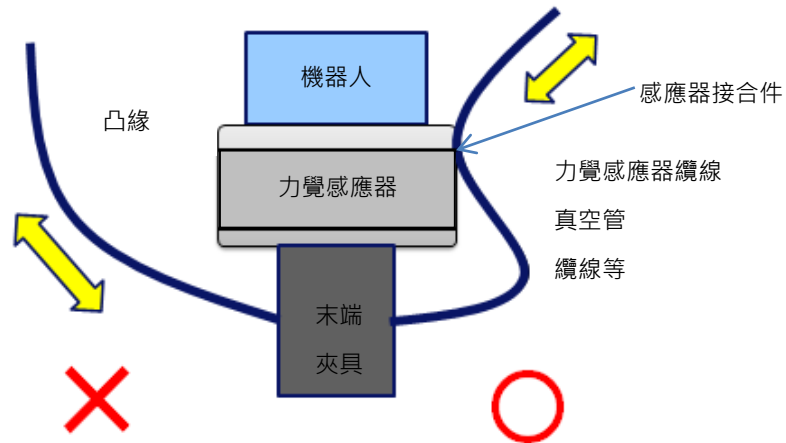 機器人
凸緣
感應器接合件
力覺感應器
力覺感應器纜線
真空管
纜線等
末端
夾具